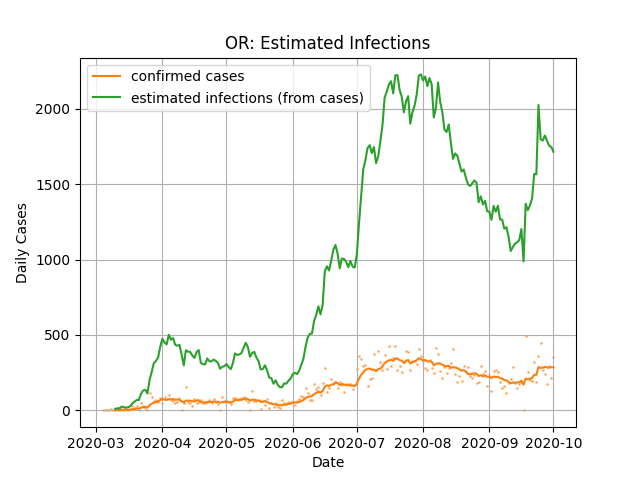 OR: Estimated Infections
confirmed cases
estimated infections (from cases)
Daily Cases
2000
1500
1000
500
0
2020-03 2020-04 2020-05 2020-06 2020-07 2020-08 2020-09 2020-10
Date